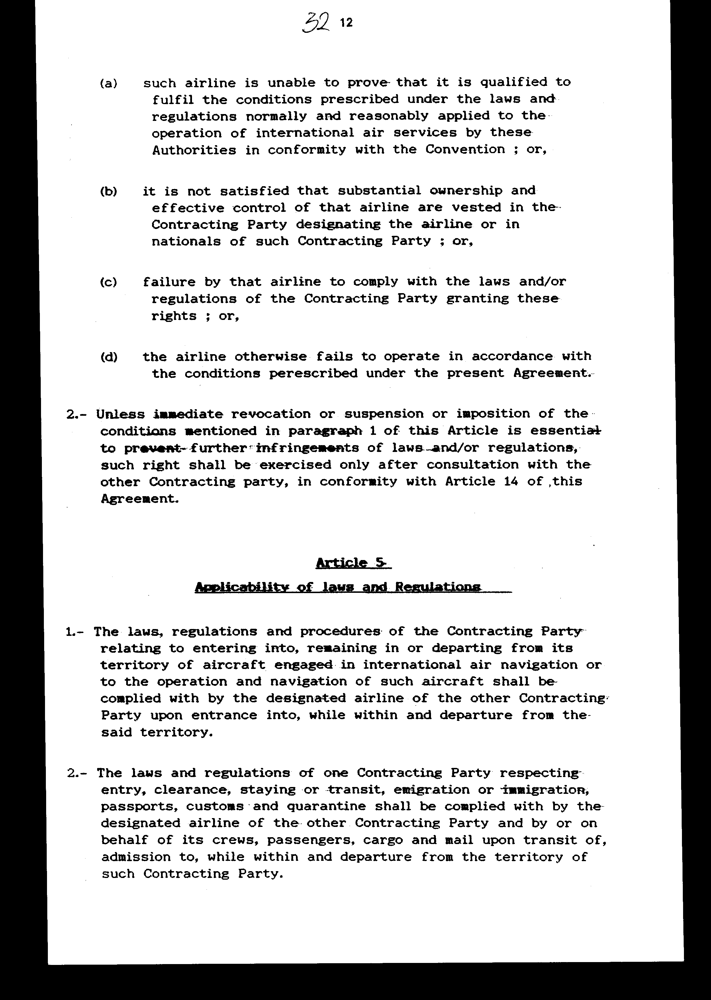 32 12
(a) such airline is unable to prove that it is qualified to
fulfil the conditions prescribed under the laws and
regulations normally and reasonably applied to the
operation of international air services by these
Authorities in conformity with the Convention ; or,
(b) it is not satisfied that substantial ownership and
effective control of that airline are vested in the
Contracting Party designating the airline or in
nationals of such Contracting Party ; or,
(c) failure by that airline to comply with the laws and/or
regulations of the Contracting Party granting these
rights ; or,
(d) the airline otherwise fails to operate in accordance with
the conditions perescribed under the present Agreement.
2.- Unless immediate revocation or suspension or imposition of the
conditions mentioned in paragraph 1 of this Article is essential
to prevent further infringements of laws and/or regulations,
such right shall be exercised only after consultation with the
other Contracting party, in conformity with Article 14 of this
Agreement.
Article 5
Applicability of laws and Regulations
1.- The laws, regulations and procedures of the Contracting Party
relating to entering into, remaining in or departing from its
territory of aircraft engaged in international air navigation or
to the operation and navigation of such aircraft shall be
complied with by the designated airline of the other Contracting
Party upon entrance into, while within and departure from the
said territory.
2.- The laws and regulations of one Contracting Party respecting
entry, clearance, staying or transit, emigration or immigration,
passports, customs and quarantine shall be complied with by the
designated airline of the other Contracting Party and by or on
behalf of its crews, passengers, cargo and mail upon transit of,
admission to, while within and departure from the territory of
such Contracting Party.